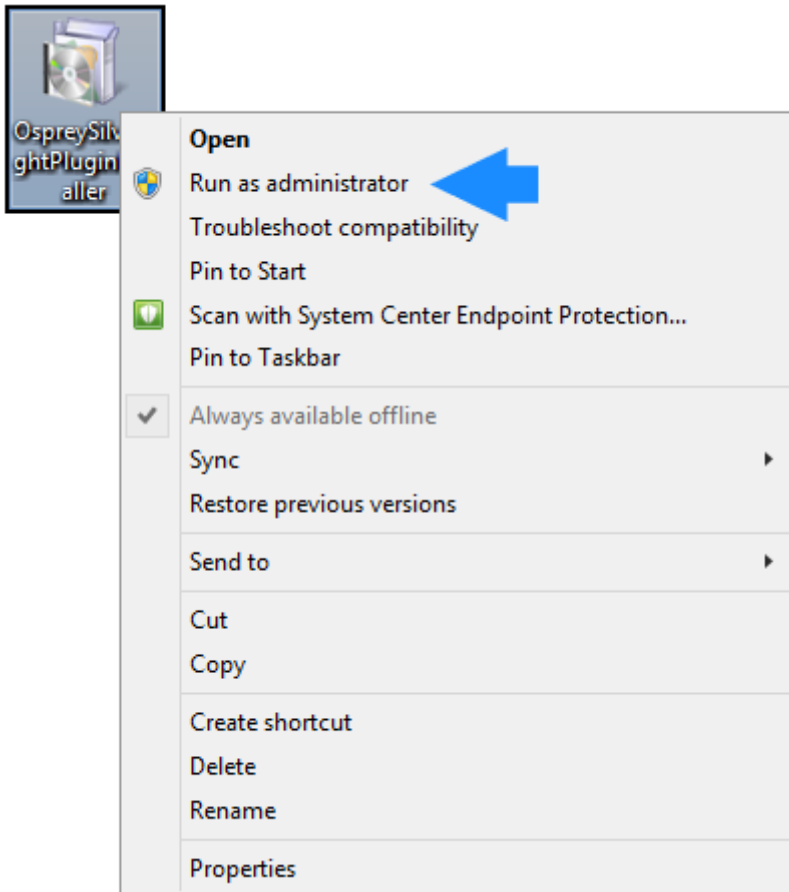 OspreySilv
ghtPlugin
aller
Open
Run as administrator
Troubleshoot compatibility
Pin to Start
Scan with System Center Endpoint Protection...
Pin to Taskbar
Always available offline
Sync
Restore previous versions
Send to
Cut
Copy
Create shortcut
Delete
Rename
Properties